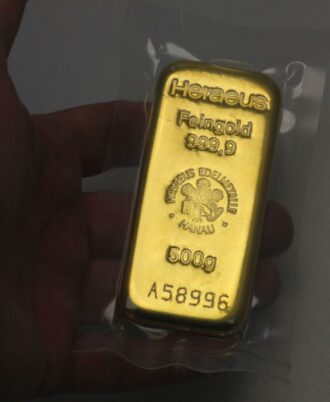 Heraeus
Feingold
999,9
HERAEUS EDELMETALLE
HANAU
500g
A58996